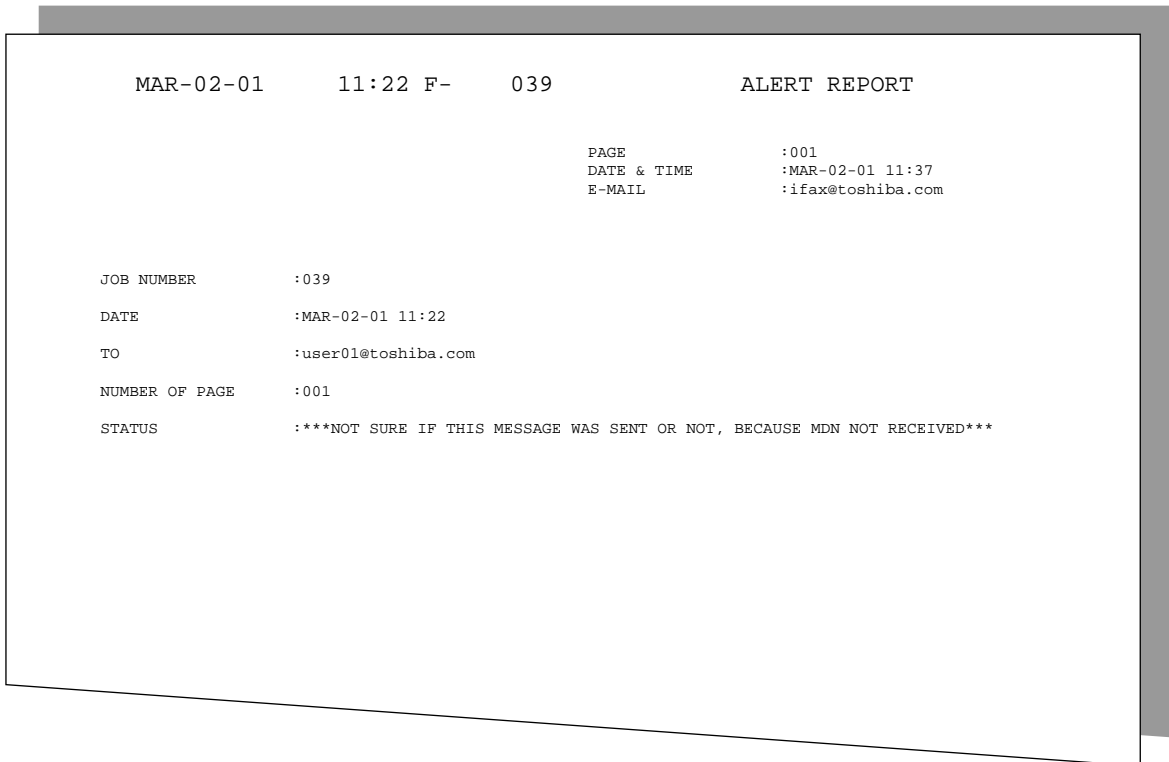 MAR-02-01 11:22 F- 039 ALERT REPORT
PAGE :001
DATE & TIME :MAR-02-01 11:37
E-MAIL :ifax@toshiba.com
JOB NUMBER :039
DATE :MAR-02-01 11:22
TO :user01@toshiba.com
NUMBER OF PAGE :001
STATUS :***NOT SURE IF THIS MESSAGE WAS SENT OR NOT, BECAUSE MDN NOT RECEIVED***